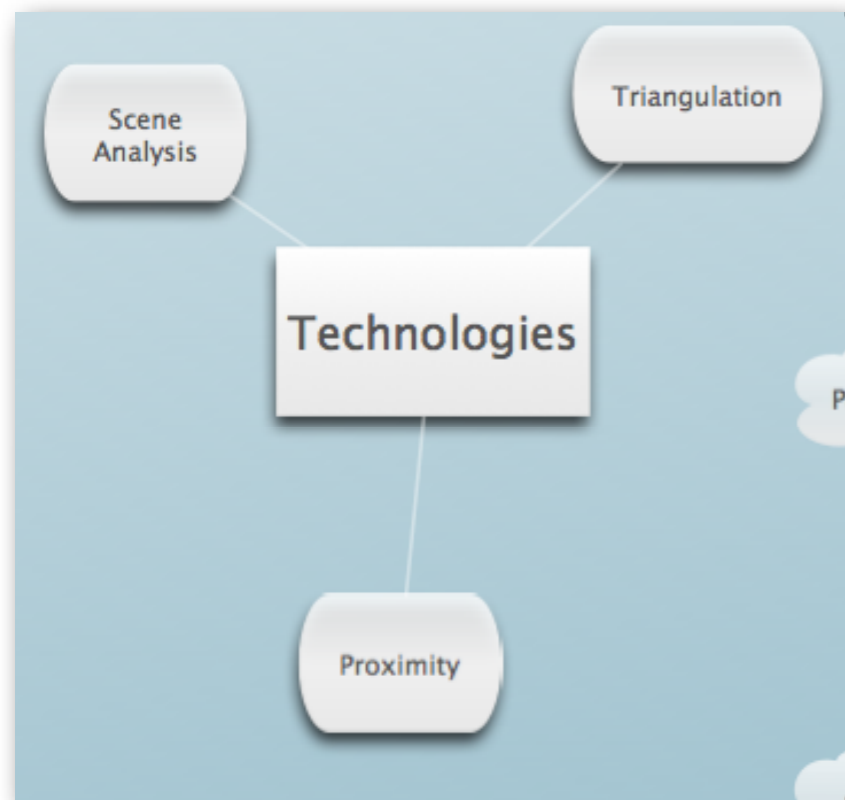 Scene
Analysis
Triangulation
Technologies
P
Proximity